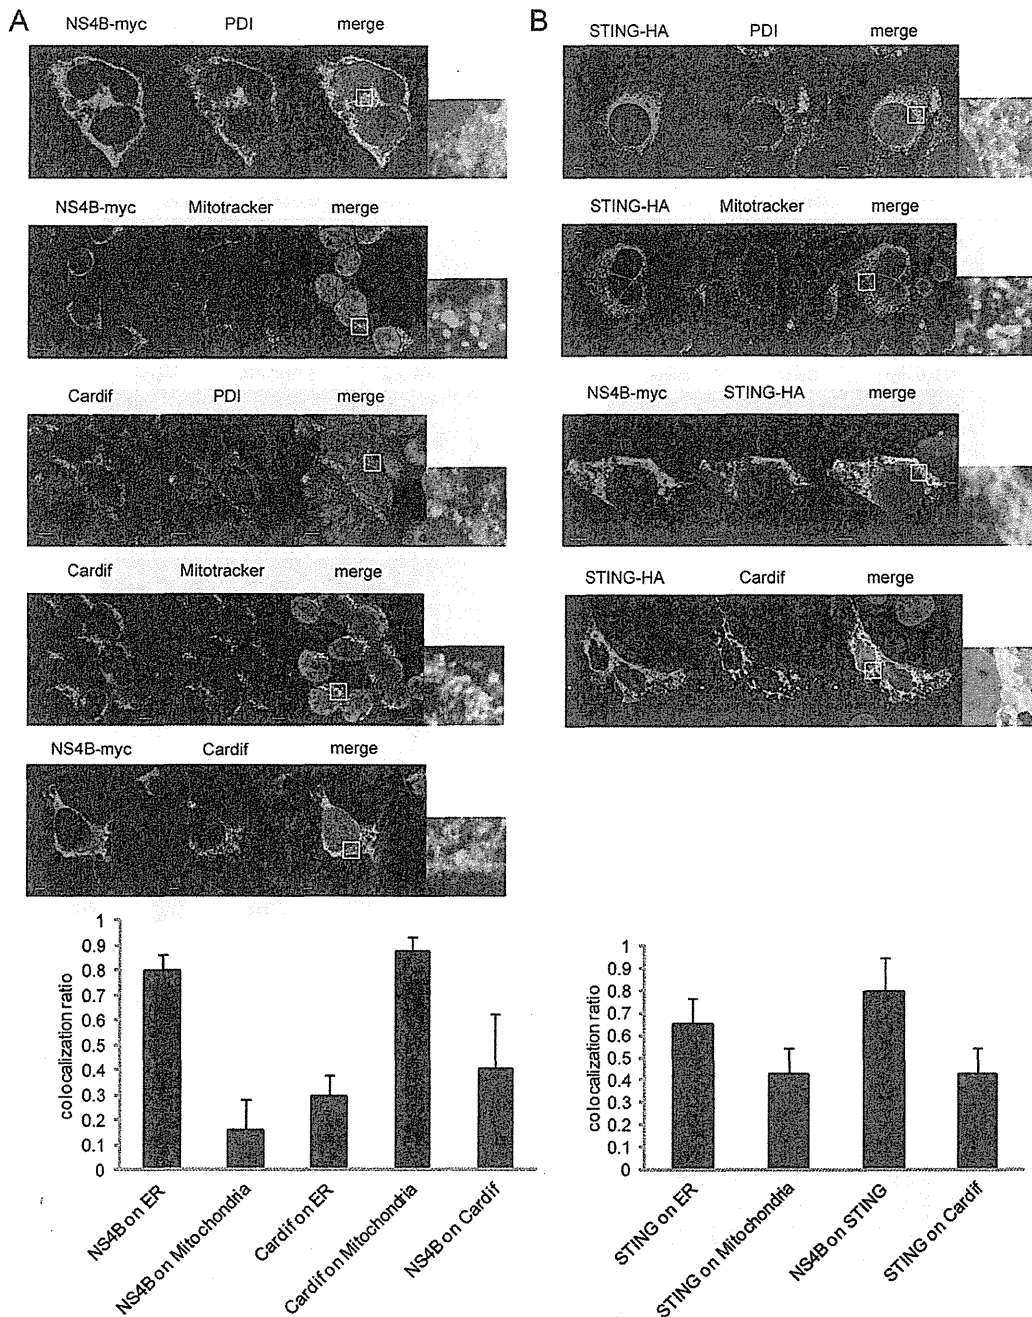 A
NS4B-myc PDI merge
NS4B-myc Mitotracker merge
Cardif PDI merge
Cardif Mitotracker merge
NS4B-myc Cardif merge
colocalization ratio
1
0.9
0.8
0.7
0.6
0.5
0.4
0.3
0.2
0.1
0
NS4B on ER
NS4B on Mitochondria
Cardif on ER
Cardif on Mitochondria
NS4B on Cardif
B
STING-HA PDI merge
STING-HA Mitotracker merge
NS4B-myc STING-HA merge
STING-HA Cardif merge
colocalization ratio
1
0.9
0.8
0.7
0.6
0.5
0.4
0.3
0.2
0.1
0
STING on ER
STING on Mitochondria
NS4B on STING
STING on Cardif